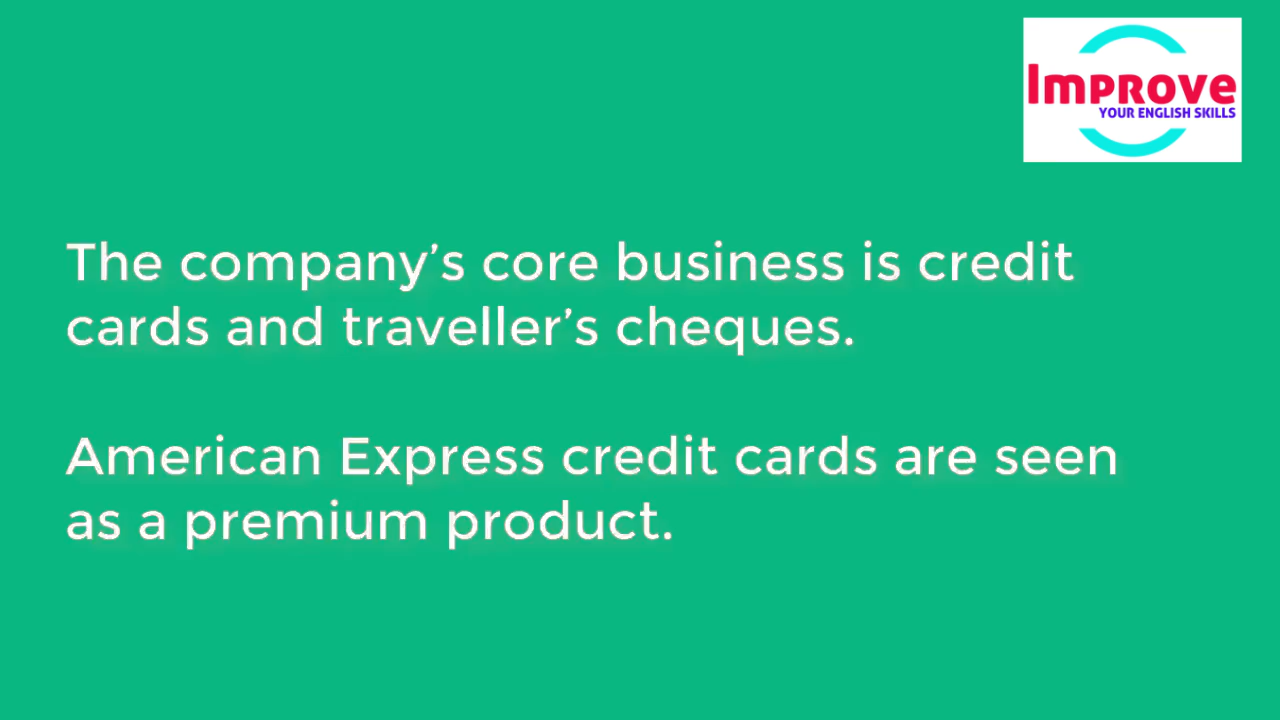 Improve
YOUR ENGLISH SKILLS
The company’s core business is credit
cards and traveller’s cheques.
American Express credit cards are seen
as a premium product.